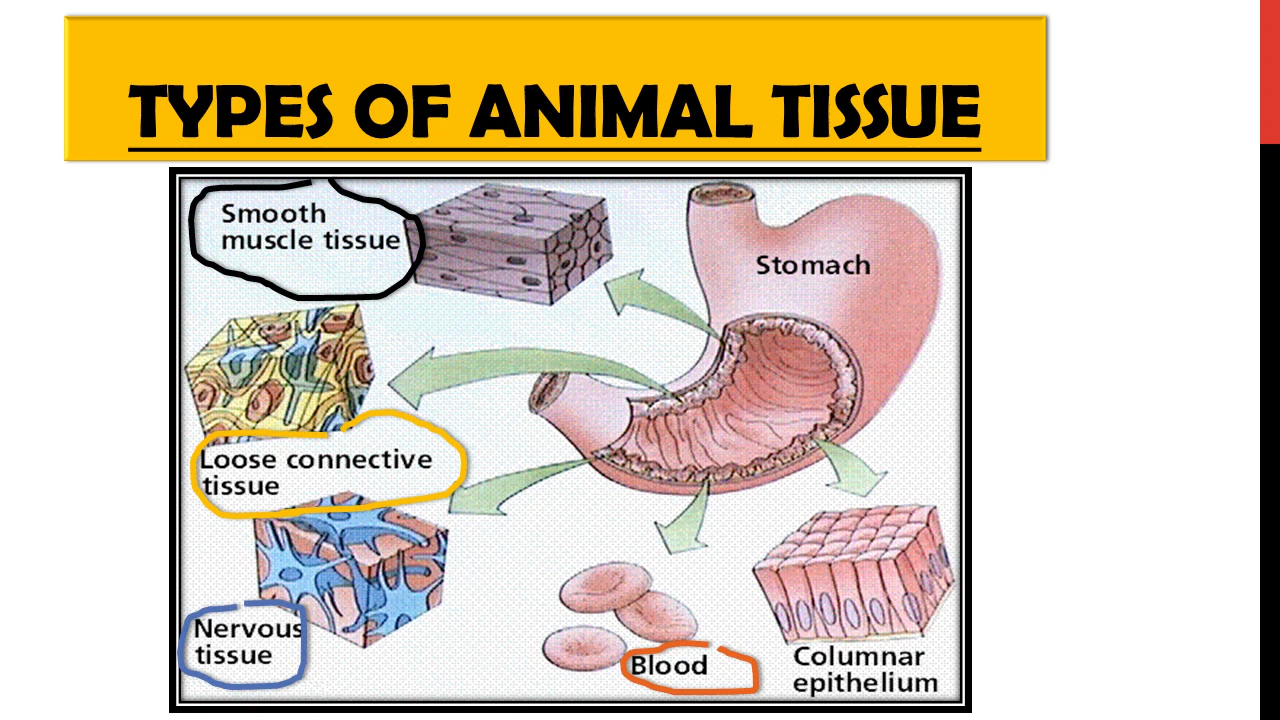 TYPES OF ANIMAL TISSUE
Smooth
muscle tissue
Stomach
Loose connective
tissue
Nervous
tissue
Blood
Columnar
epithelium